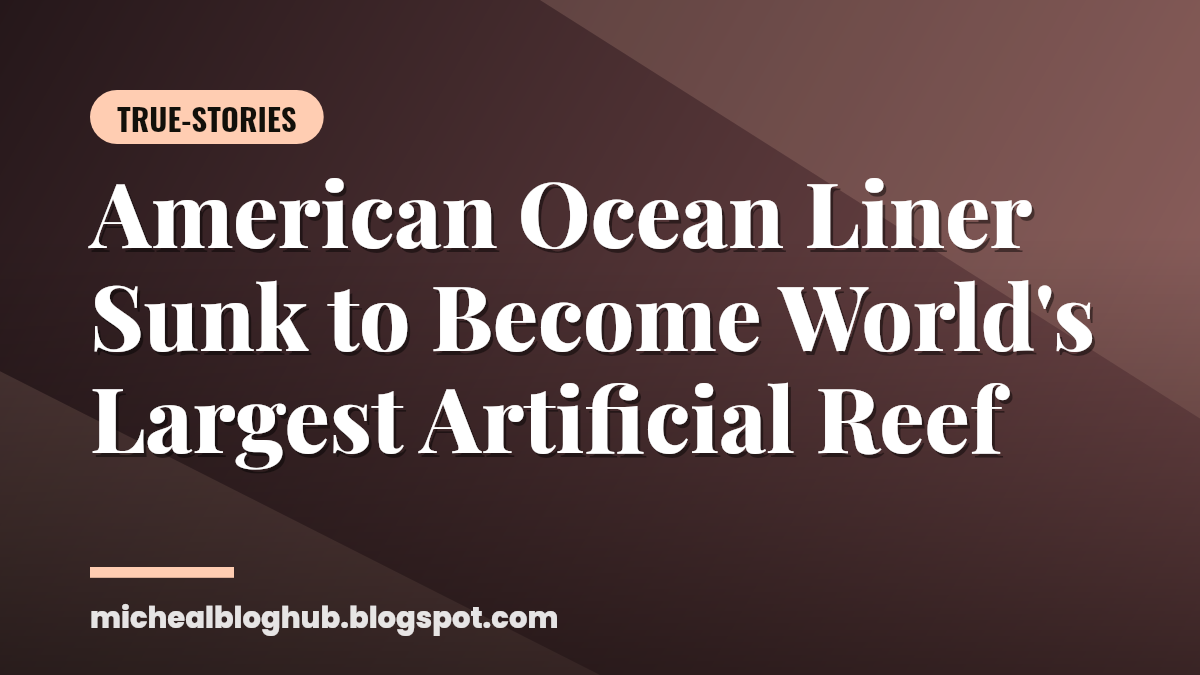 TRUE-STORIES
American Ocean Liner
Sunk to Become World's
Largest Artificial Reef
michealbloghub.blogspot.com